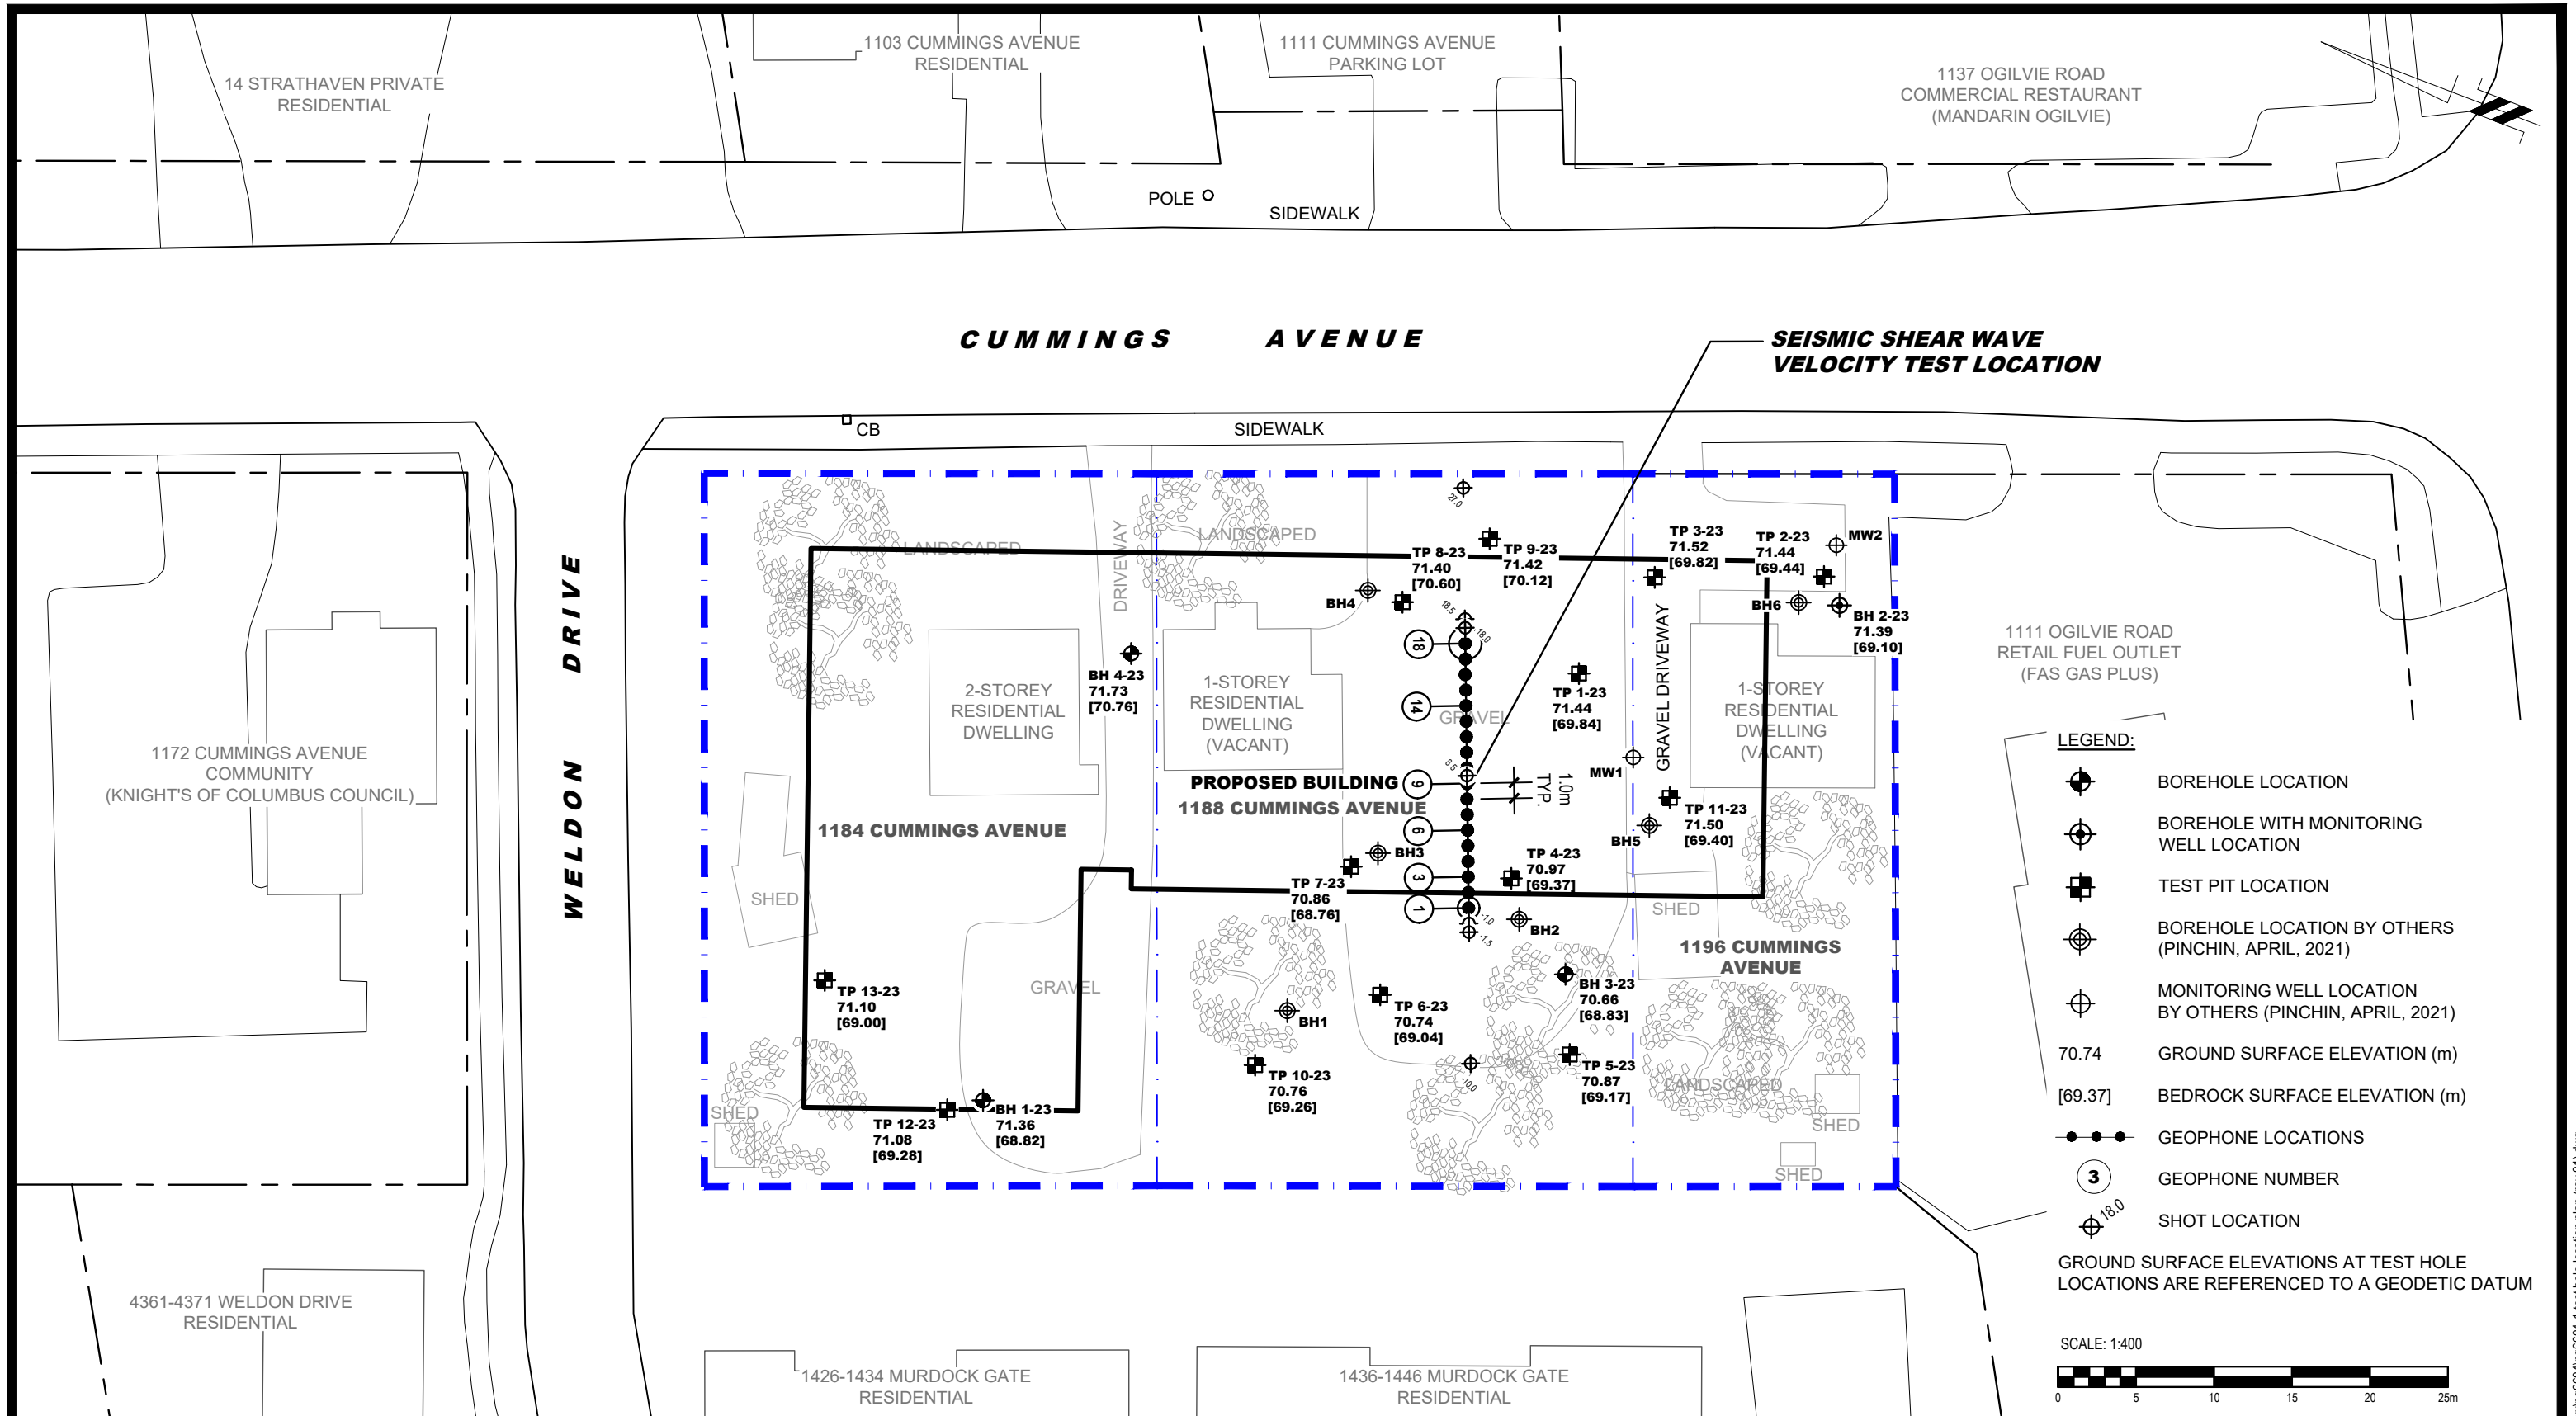 14 STRATHAVEN PRIVATE
RESIDENTIAL
1103 CUMMINGS AVENUE
RESIDENTIAL
1111 CUMMINGS AVENUE
PARKING LOT
1137 OGILVIE ROAD
COMMERCIAL RESTAURANT
(MANDARIN OGILVIE)
POLE
SIDEWALK
CUMMINGS AVENUE
SEISMIC SHEAR WAVE
VELOCITY TEST LOCATION
CB
SIDEWALK
WELDON DRIVE
1172 CUMMINGS AVENUE
COMMUNITY
(KNIGHT'S OF COLUMBUS COUNCIL)
LANDSCAPED
DRIVEWAY
LANDSCAPED
27.0
TP 8-23
71.40
[70.60]
TP 9-23
71.42
[70.12]
TP 3-23
71.52
[69.82]
TP 2-23
71.44
[69.44]
MW2
BH4
BH6
BH 2-23
71.39
[69.10]
18.5
18.0
18
BH 4-23
71.73
[70.76]
2-STOREY
RESIDENTIAL
DWELLING
1-STOREY
RESIDENTIAL
DWELLING
(VACANT)
14
GRAVEL
TP 1-23
71.44
[69.84]
GRAVEL DRIVEWAY
1-STOREY
RESIDENTIAL
DWELLING
(VACANT)
1111 OGILVIE ROAD
RETAIL FUEL OUTLET
(FAS GAS PLUS)
8.5
MW1
PROPOSED BUILDING
9
1.0m
TYP.
1188 CUMMINGS AVENUE
1184 CUMMINGS AVENUE
6
TP 11-23
71.50
[69.40]
BH5
BH3
TP 7-23
70.86
[68.76]
3
TP 4-23
70.97
[69.37]
SHED
1
-1.0
-1.5
BH2
SHED
1196 CUMMINGS
AVENUE
GRAVEL
TP 13-23
71.10
[69.00]
BH1
TP 6-23
70.74
[69.04]
BH 3-23
70.66
[68.83]
TP 10-23
70.76
[69.26]
-10.0
TP 5-23
70.87
[69.17]
LANDSCAPED
SHED
SHED
SHED
TP 12-23
71.08
[69.28]
BH 1-23
71.36
[68.82]
4361-4371 WELDON DRIVE
RESIDENTIAL
1426-1434 MURDOCK GATE
RESIDENTIAL
1436-1446 MURDOCK GATE
RESIDENTIAL
LEGEND:
BOREHOLE LOCATION
BOREHOLE WITH MONITORING
WELL LOCATION
TEST PIT LOCATION
BOREHOLE LOCATION BY OTHERS
(PINCHIN, APRIL, 2021)
MONITORING WELL LOCATION
BY OTHERS (PINCHIN, APRIL, 2021)
70.74 GROUND SURFACE ELEVATION (m)
[69.37] BEDROCK SURFACE ELEVATION (m)
GEOPHONE LOCATIONS
3 GEOPHONE NUMBER
18.0 SHOT LOCATION
GROUND SURFACE ELEVATIONS AT TEST HOLE
LOCATIONS ARE REFERENCED TO A GEODETIC DATUM
SCALE: 1:400
0 5 10 15 20 25m